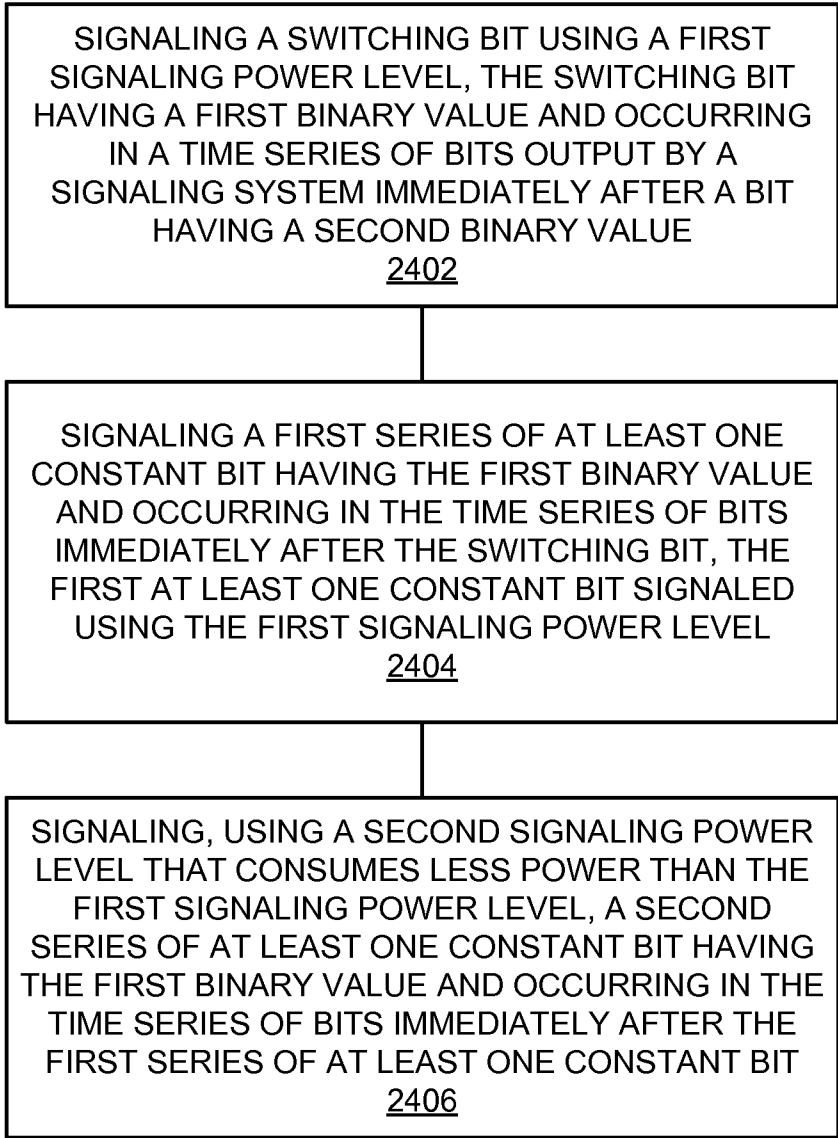 SIGNALING A SWITCHING BIT USING A FIRST
SIGNALING POWER LEVEL, THE SWITCHING BIT
HAVING A FIRST BINARY VALUE AND OCCURRING
IN A TIME SERIES OF BITS OUTPUT BY A
SIGNALING SYSTEM IMMEDIATELY AFTER A BIT
HAVING A SECOND BINARY VALUE
2402
SIGNALING A FIRST SERIES OF AT LEAST ONE
CONSTANT BIT HAVING THE FIRST BINARY VALUE
AND OCCURRING IN THE TIME SERIES OF BITS
IMMEDIATELY AFTER THE SWITCHING BIT, THE
FIRST AT LEAST ONE CONSTANT BIT SIGNALED
USING THE FIRST SIGNALING POWER LEVEL
2404
SIGNALING, USING A SECOND SIGNALING POWER
LEVEL THAT CONSUMES LESS POWER THAN THE
FIRST SIGNALING POWER LEVEL, A SECOND
SERIES OF AT LEAST ONE CONSTANT BIT HAVING
THE FIRST BINARY VALUE AND OCCURRING IN THE
TIME SERIES OF BITS IMMEDIATELY AFTER THE
FIRST SERIES OF AT LEAST ONE CONSTANT BIT
2406